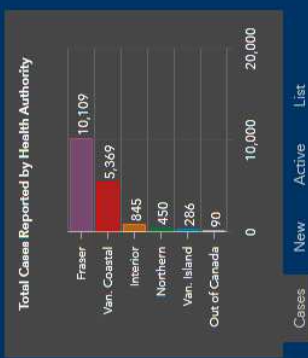 Total Cases Reported by Health Authority
Fraser 10,109
Van. Coastal 5,369
Interior 845
Northern 450
Van. Island 286
Out of Canada 90
0 10,000 20,000
Cases New Active List